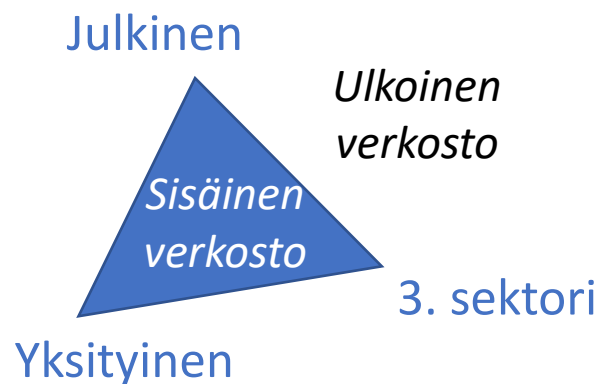 Julkinen
Ulkoinen
verkosto
Sisäinen
verkosto
3. sektori
Yksityinen